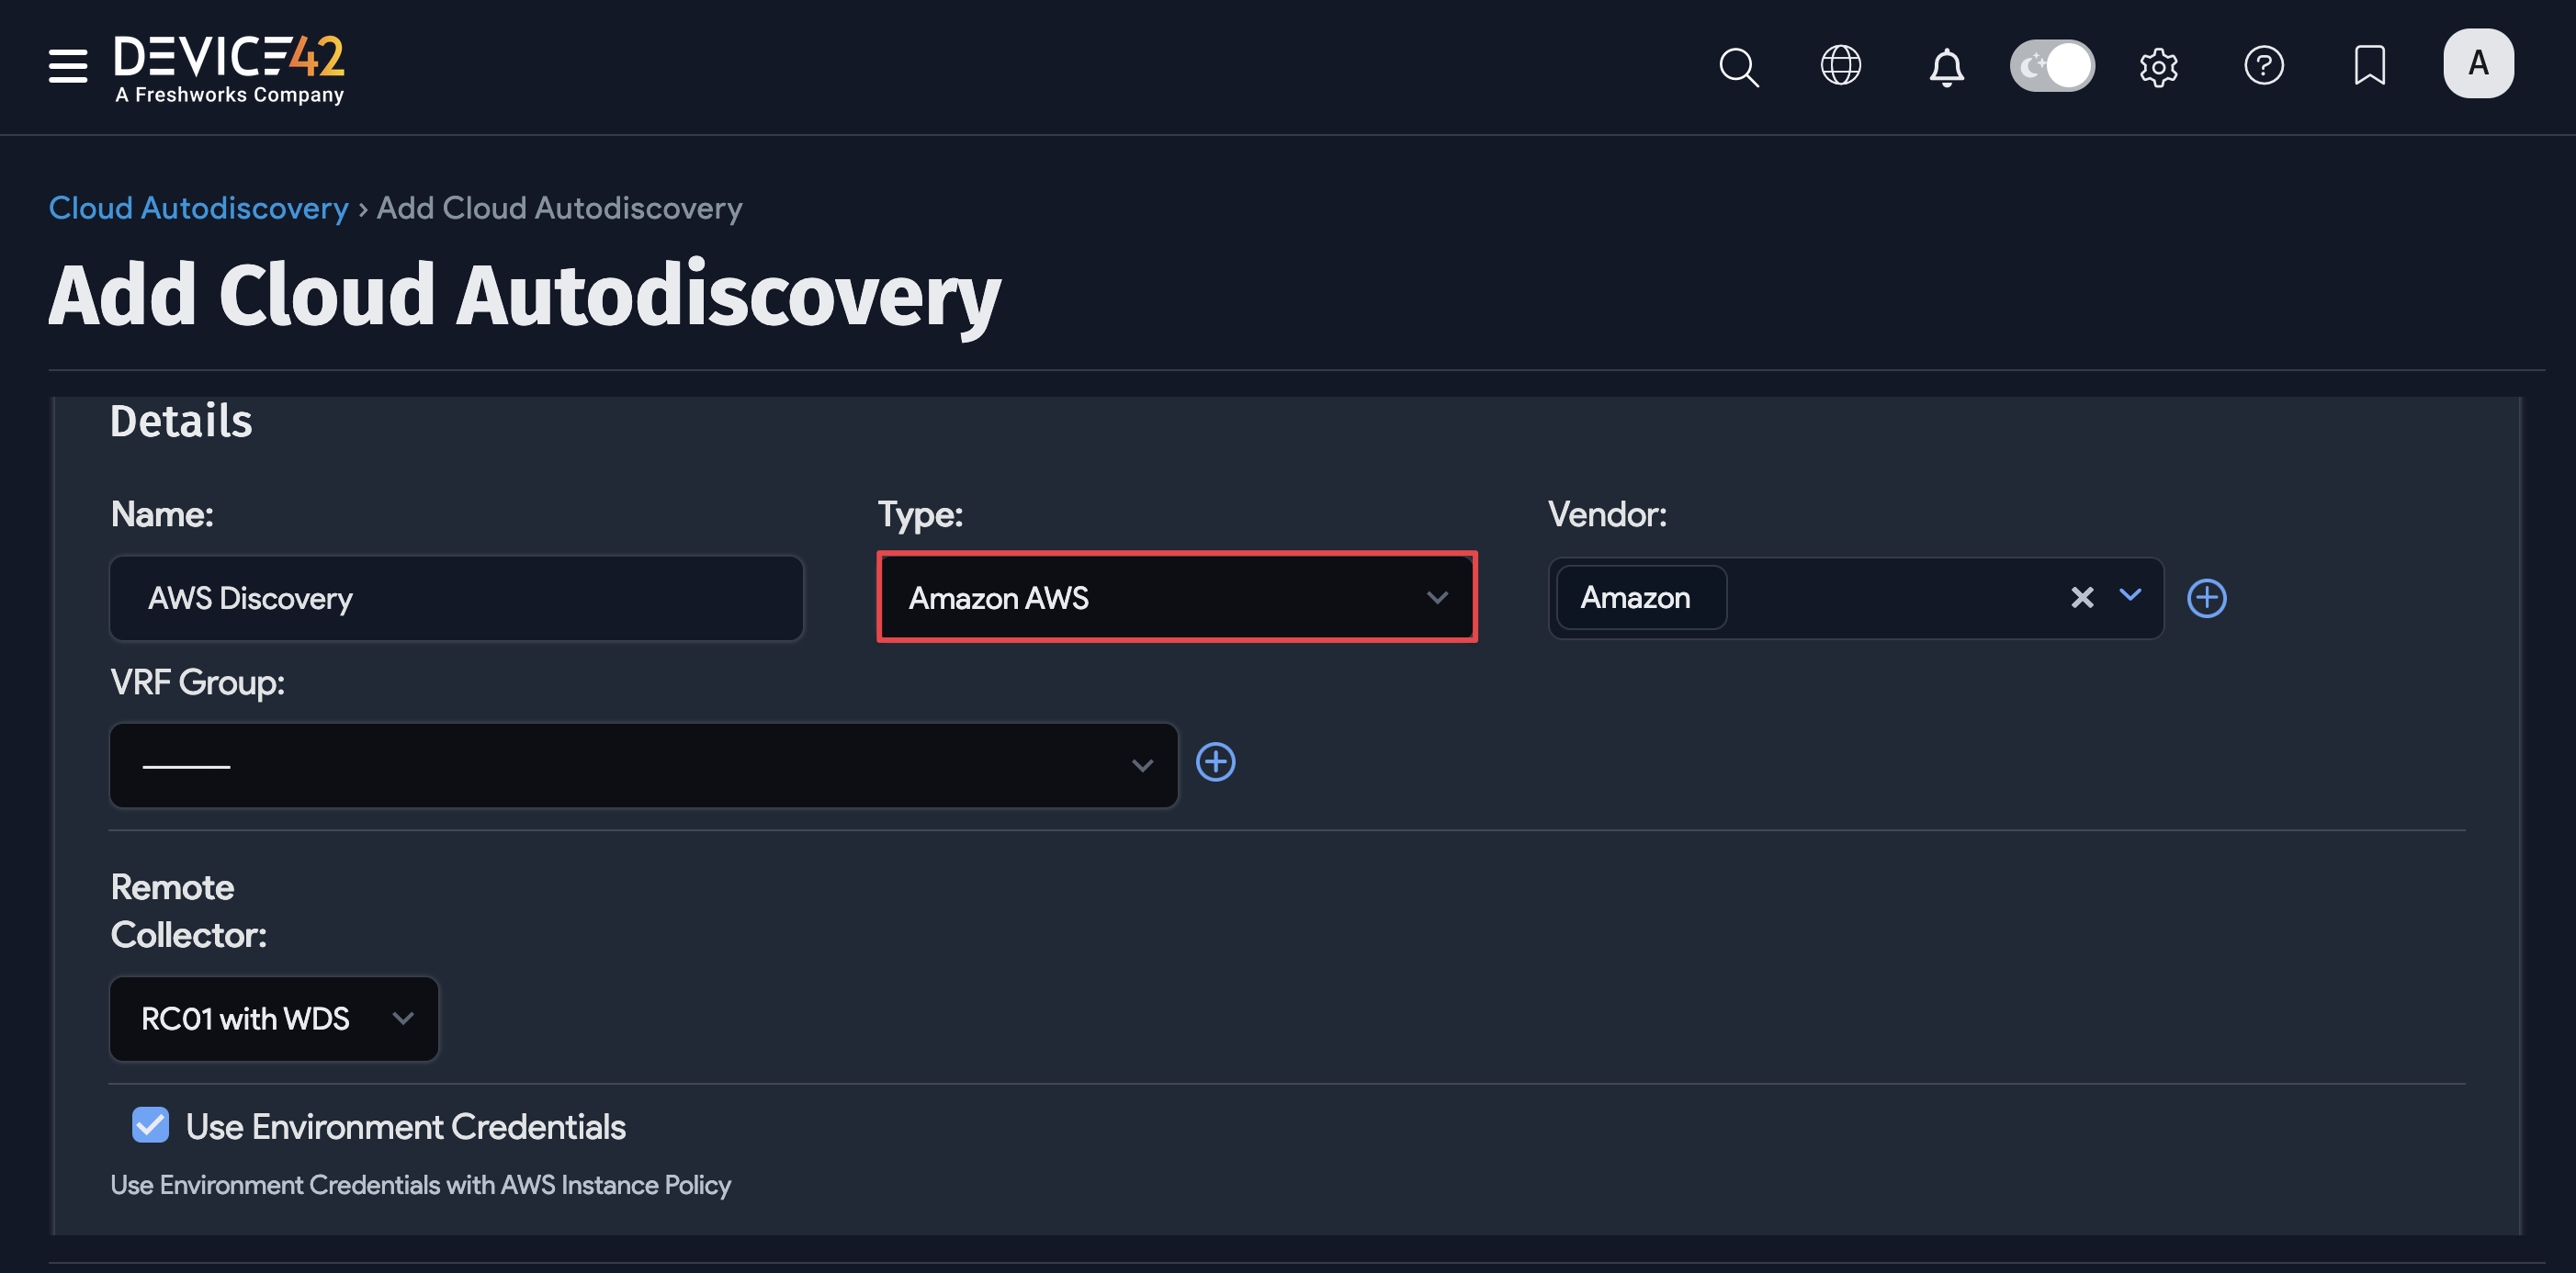 DEVICE42
A Freshworks Company
A
Cloud Autodiscovery › Add Cloud Autodiscovery
Add Cloud Autodiscovery
Details
Name:
Type:
Vendor:
AWS Discovery
Amazon AWS
Amazon
VRF Group:
Remote
Collector:
RC01 with WDS
Use Environment Credentials
Use Environment Credentials with AWS Instance Policy